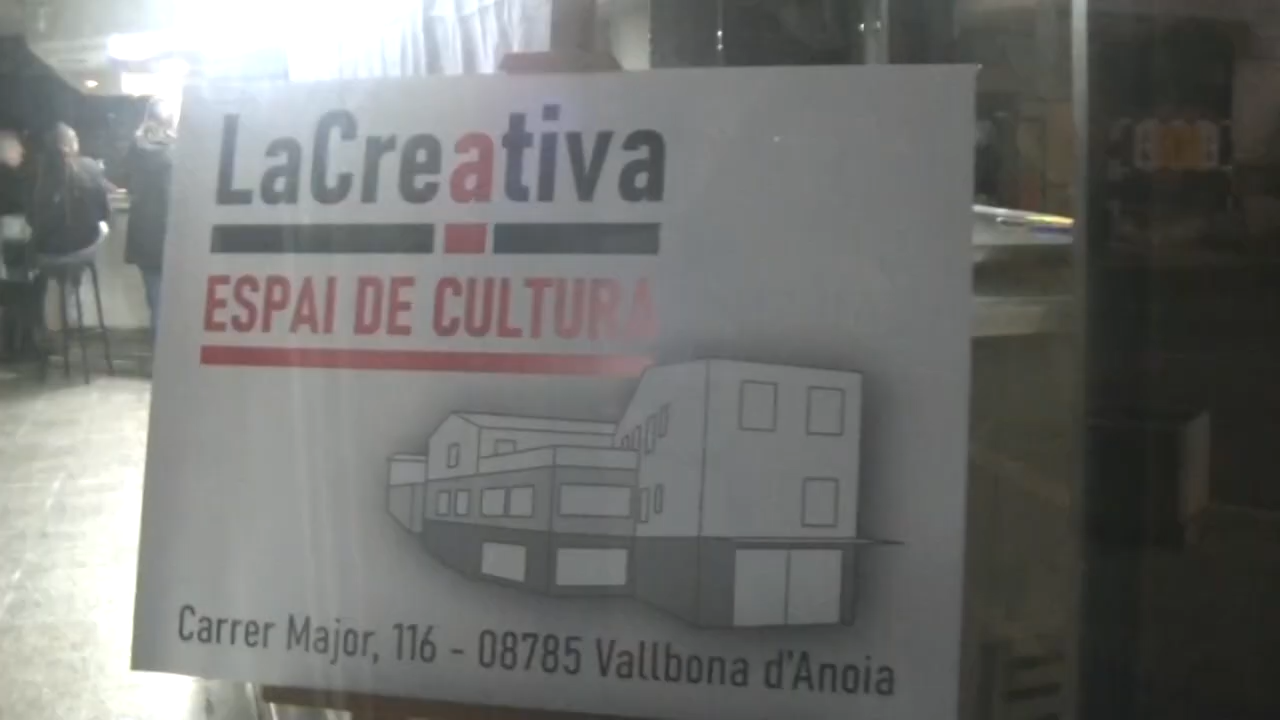 LaCreativa
ESPAI DE CULTURA
Carrer Major, 116 - 08785 Vallbona d'Anoia